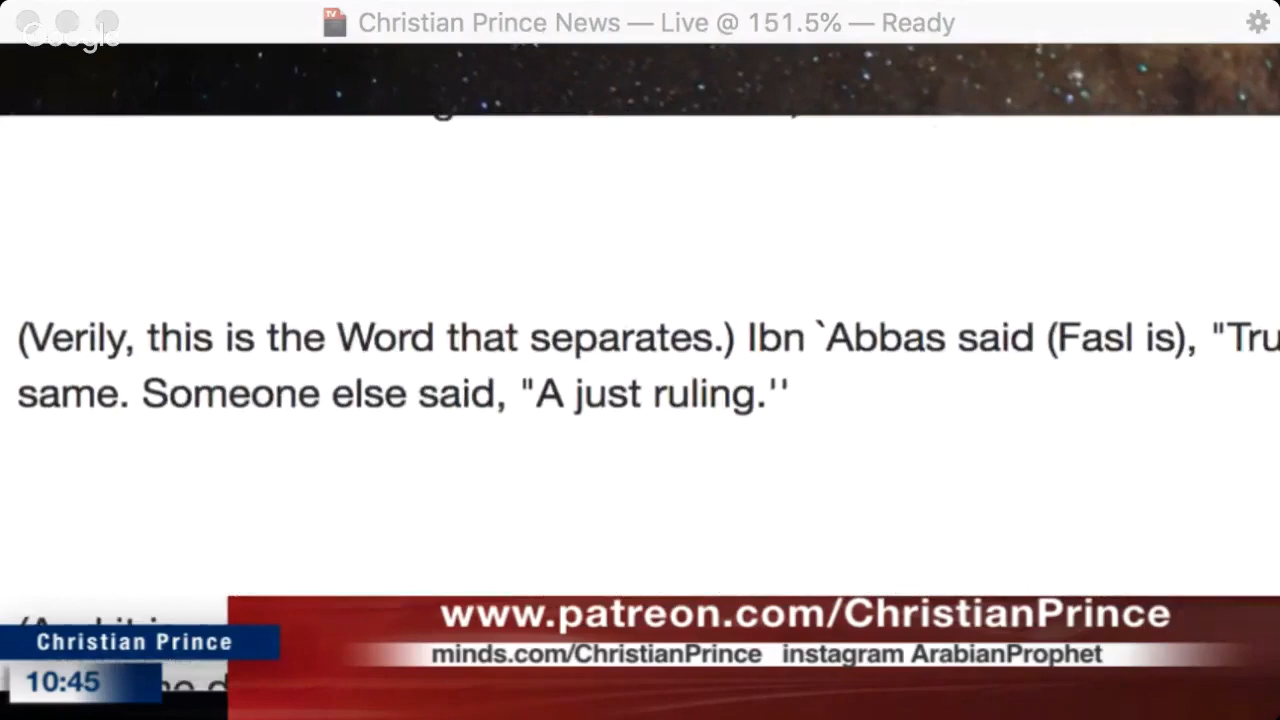 Christian Prince News — Live @ 151.5% — Ready
Google
(Verily, this is the Word that separates.) Ibn `Abbas said (Fasl is), "Tru
same. Someone else said, "A just ruling.''
www.patreon.com/ChristianPrince
Christian Prince
minds.com/ChristianPrince instagram ArabianProphet
10:45